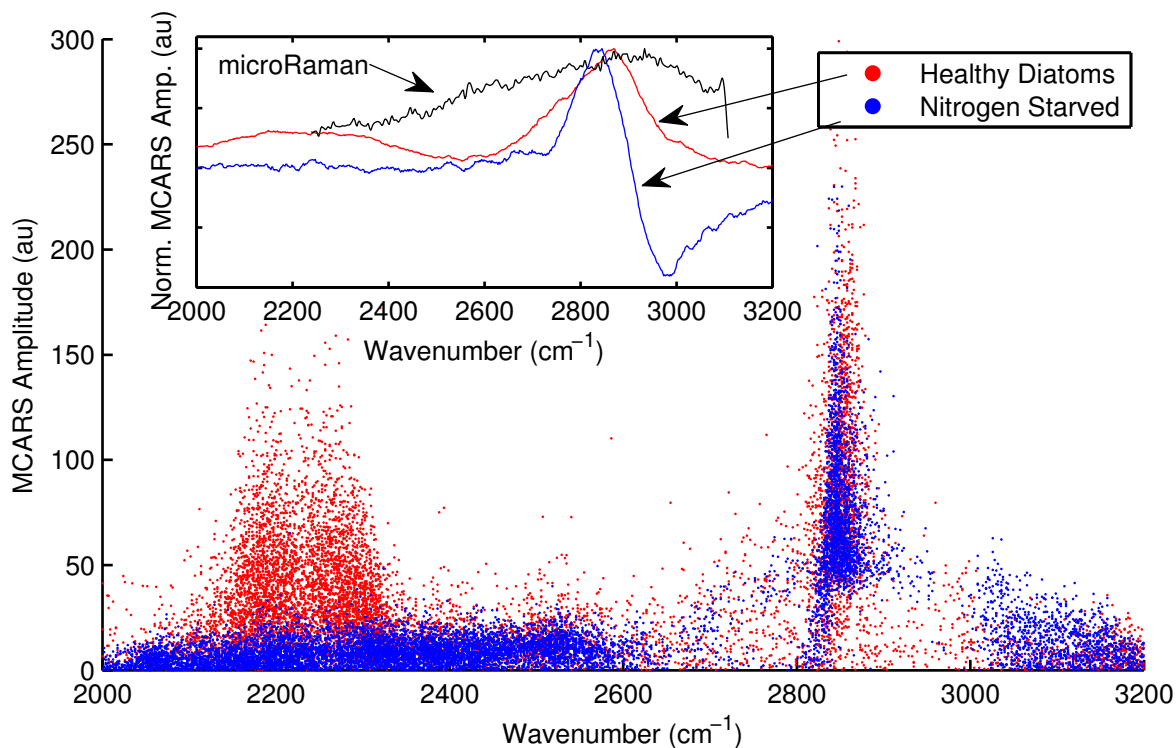 300
250
200
150
100
50
0
MCARS Amplitude (au)
2000 2200 2400 2600 2800 3000 3200
Wavenumber (cm⁻¹)
Norm. MCARS Amp. (au)
microRaman
2000 2200 2400 2600 2800 3000 3200
Wavenumber (cm⁻¹)
Healthy Diatoms
Nitrogen Starved